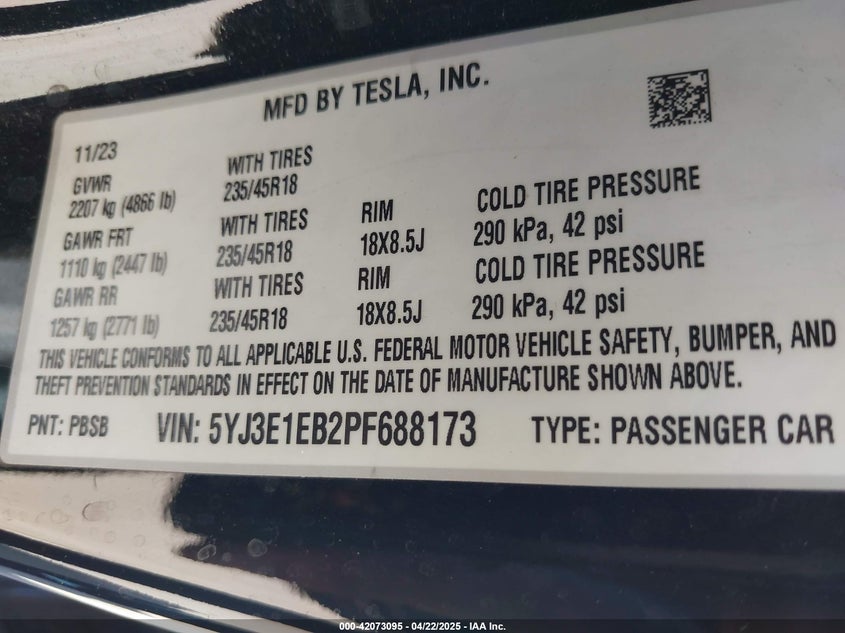 MFD BY TESLA, INC.
11/23
GVWR
2207 kg (4866 lb)
WITH TIRES
235/45R18
GAWR FRT
1110 kg (2447 lb)
WITH TIRES
235/45R18
RIM
18X8.5J
COLD TIRE PRESSURE
290 kPa, 42 psi
GAWR RR
1257 kg (2771 lb)
WITH TIRES
235/45R18
RIM
18X8.5J
COLD TIRE PRESSURE
290 kPa, 42 psi
THIS VEHICLE CONFORMS TO ALL APPLICABLE U.S. FEDERAL MOTOR VEHICLE SAFETY, BUMPER, AND
THEFT PREVENTION STANDARDS IN EFFECT ON THE DATE OF MANUFACTURE SHOWN ABOVE.
PNT: PBSB VIN: 5YJ3E1EB2PF688173 TYPE: PASSENGER CAR
000-42073095 - 04/22/2025 - IAA Inc.